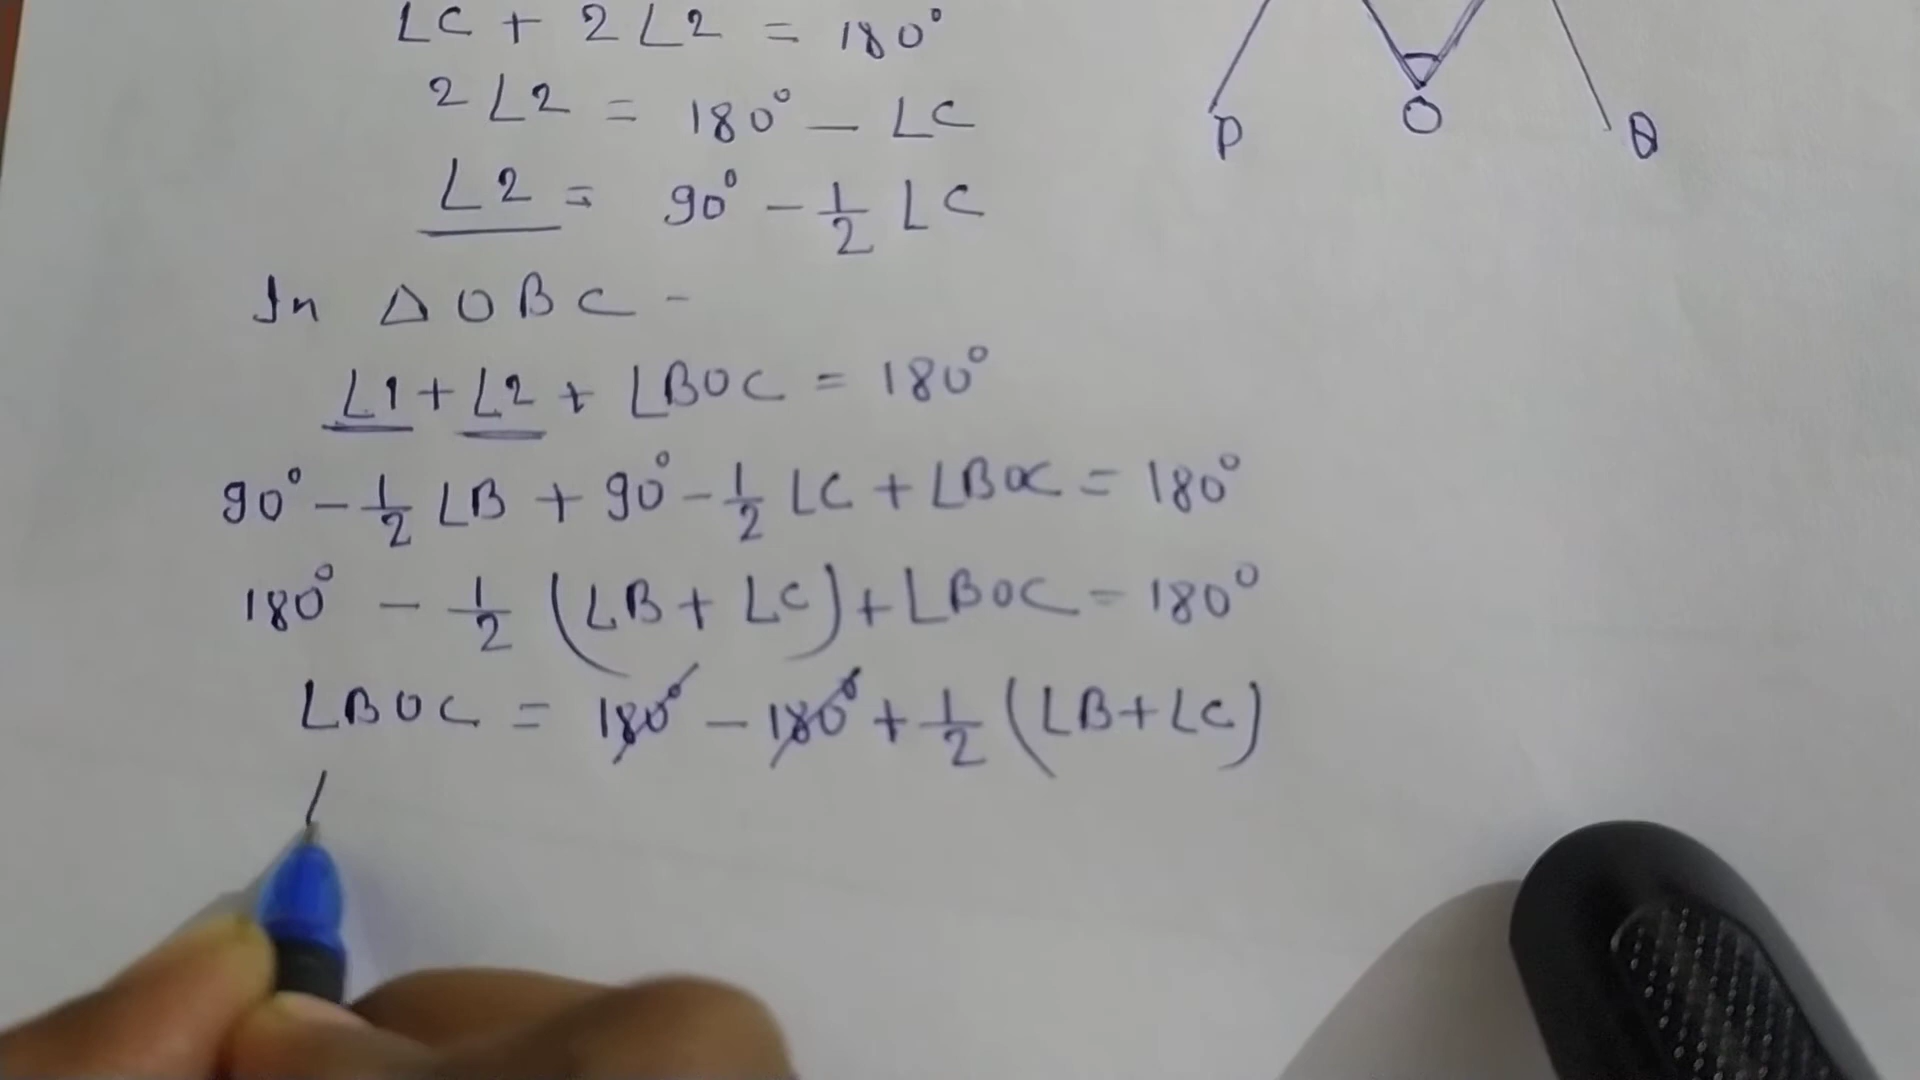 ∠C + 2∠2 = 180°
2∠2 = 180° - ∠C
∠2 = 90° - 1/2 ∠C
P O Q
In △OBC -
∠1 + ∠2 + ∠BOC = 180°
90° - 1/2 ∠B + 90° - 1/2 ∠C + ∠BOC = 180°
180° - 1/2 (∠B + ∠C) + ∠BOC = 180°
∠BOC = 180° - 180° + 1/2 (∠B + ∠C)